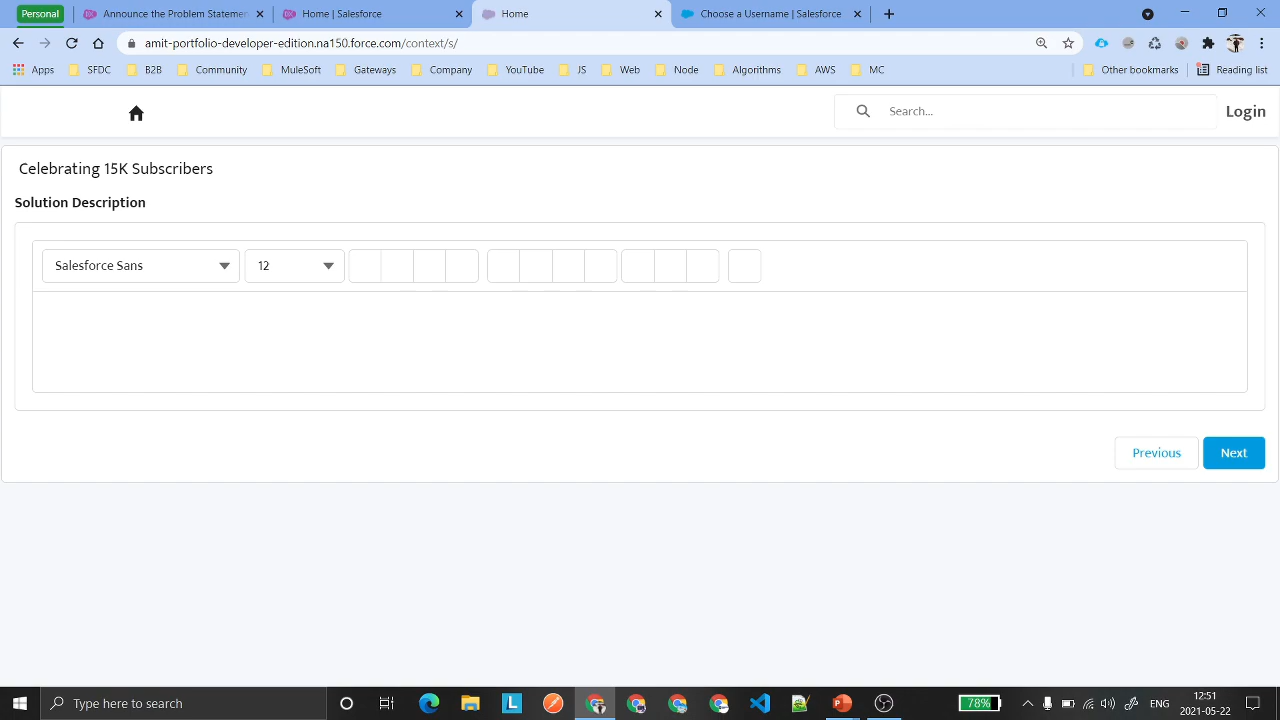 Personal
Announce the Problem Statemen
Home | Salesforce
Home
Choose a Username | Salesforce
amit-portfolio-developer-edition.na150.force.com/context/s/
Apps
SFDC
B2B
Community
MuleSoft
Gateways
Company
YouTube
JS
Web
Node
Algorithms
AWS
MC
Other bookmarks
Reading list
Search...
Login
Celebrating 15K Subscribers
Solution Description
Salesforce Sans
12
Previous
Next
Type here to search
78%
ENG
12:51
2021-05-22